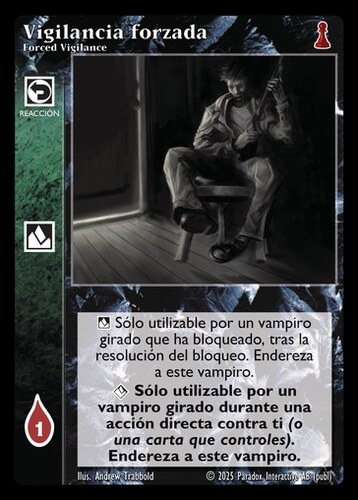 Vigilancia forzada
Forced Vigilance
REACCIÓN
Sólo utilizable por un vampiro
girado que ha bloqueado, tras la
resolución del bloqueo. Endereza
a este vampiro.
Sólo utilizable por un
vampiro girado durante una
acción directa contra ti (o
una carta que controles).
Endereza a este vampiro.
1
Ilus. Andrew Trabbold
© 2025 Paradox Interactive AB (publ)